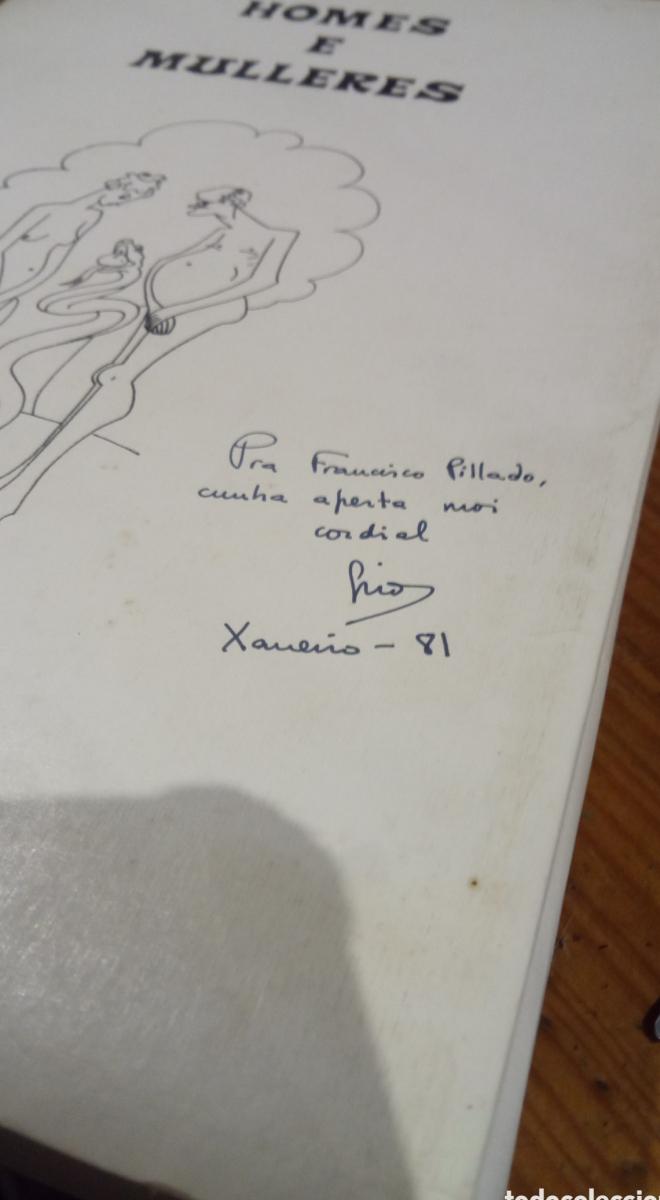 HOMES
E
MULLERES
Pra Francisco Pillado,
cunha aperta moi
cordial
Xaneiro - 81